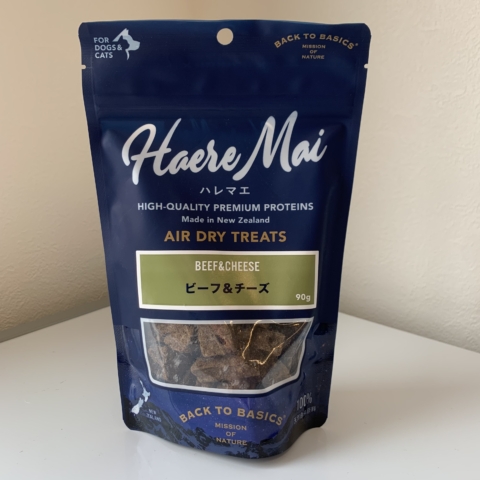 FOR
DOGS&
CATS
BACK TO BASICS®
MISSION
OF
NATURE
Haere Mai
ハレマエ
HIGH-QUALITY PREMIUM PROTEINS
Made in New Zealand
AIR DRY TREATS
BEEF&CHEESE
ビーフ&チーズ
90g
BACK TO BASICS®
MISSION
OF
NATURE
100%